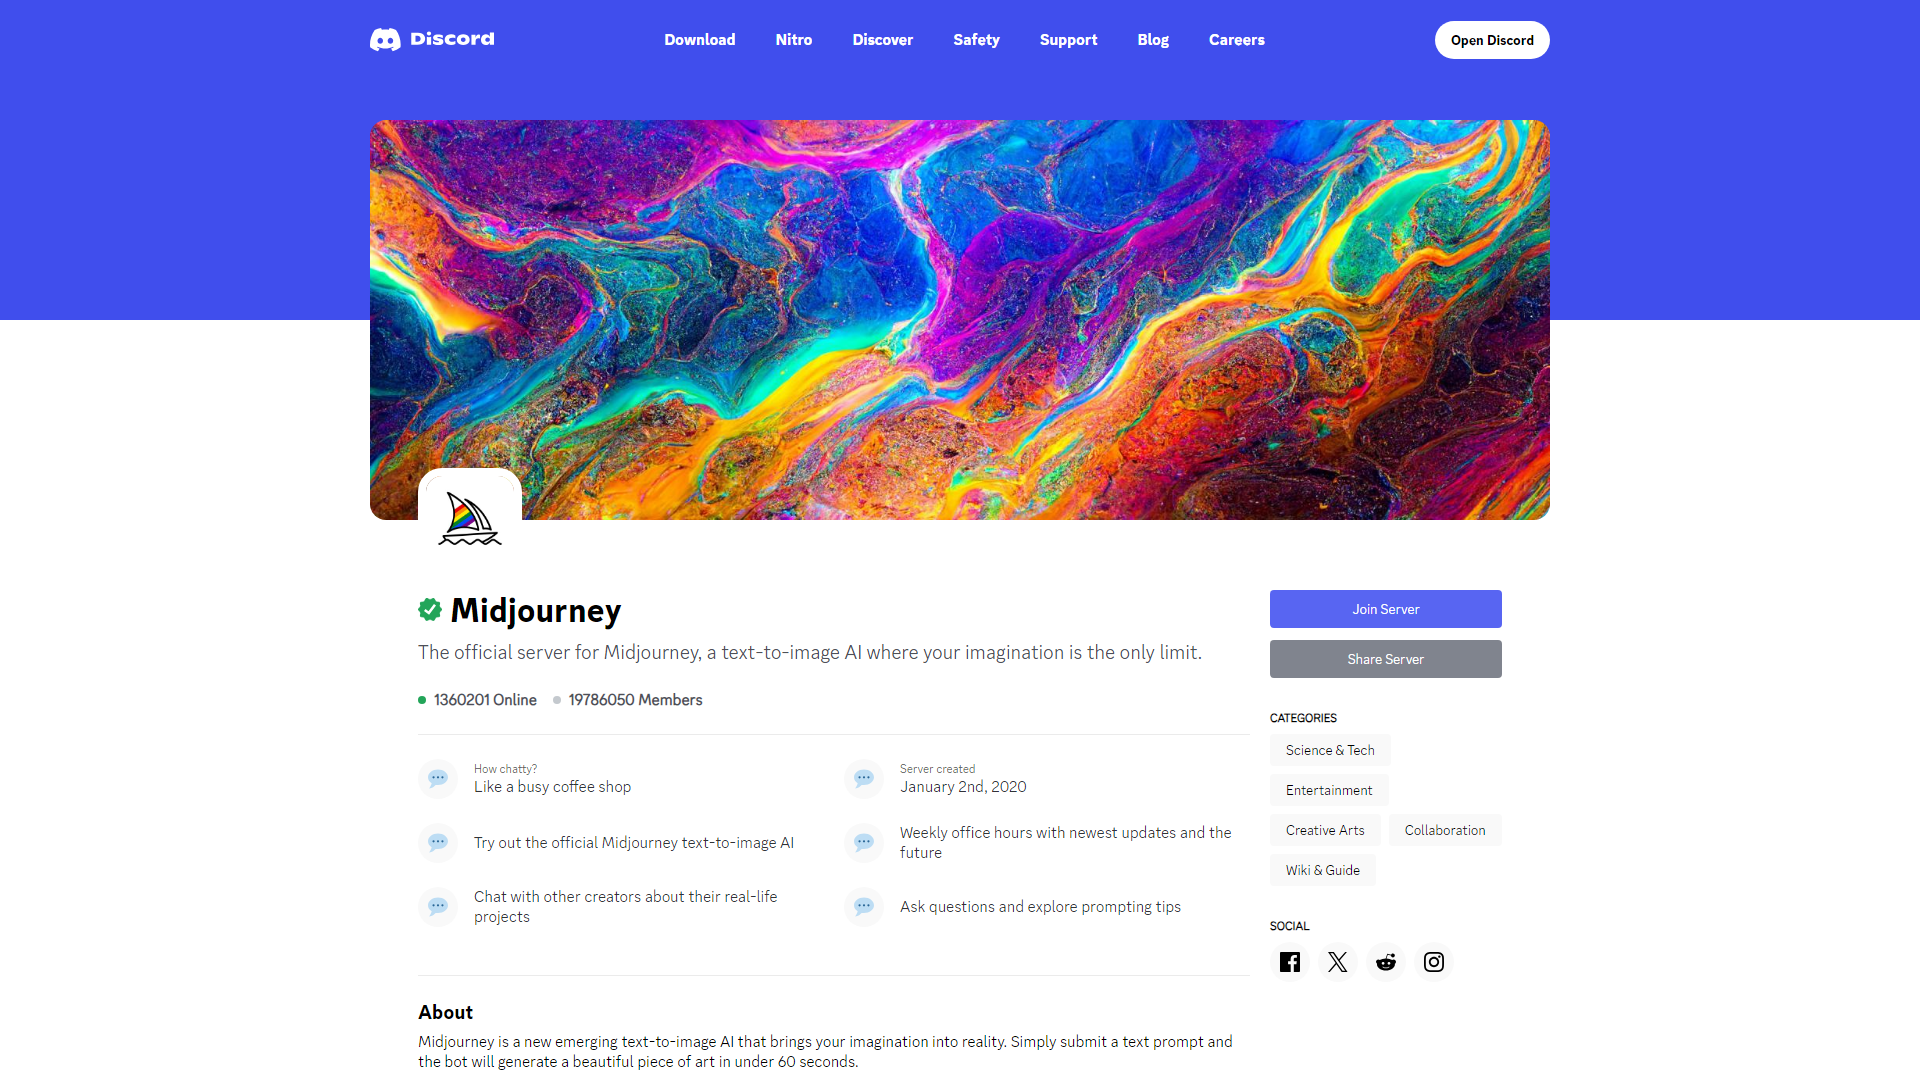 Discord
Download
Nitro
Discover
Safety
Support
Blog
Careers
Open Discord
Midjourney
The official server for Midjourney, a text-to-image AI where your imagination is the only limit.
1360201 Online
19786050 Members
How chatty?
Like a busy coffee shop
Server created
January 2nd, 2020
Try out the official Midjourney text-to-image AI
Weekly office hours with newest updates and the
future
Chat with other creators about their real-life
projects
Ask questions and explore prompting tips
About
Midjourney is a new emerging text-to-image AI that brings your imagination into reality. Simply submit a text prompt and
the bot will generate a beautiful piece of art in under 60 seconds.
Join Server
Share Server
CATEGORIES
Science & Tech
Entertainment
Creative Arts
Collaboration
Wiki & Guide
SOCIAL